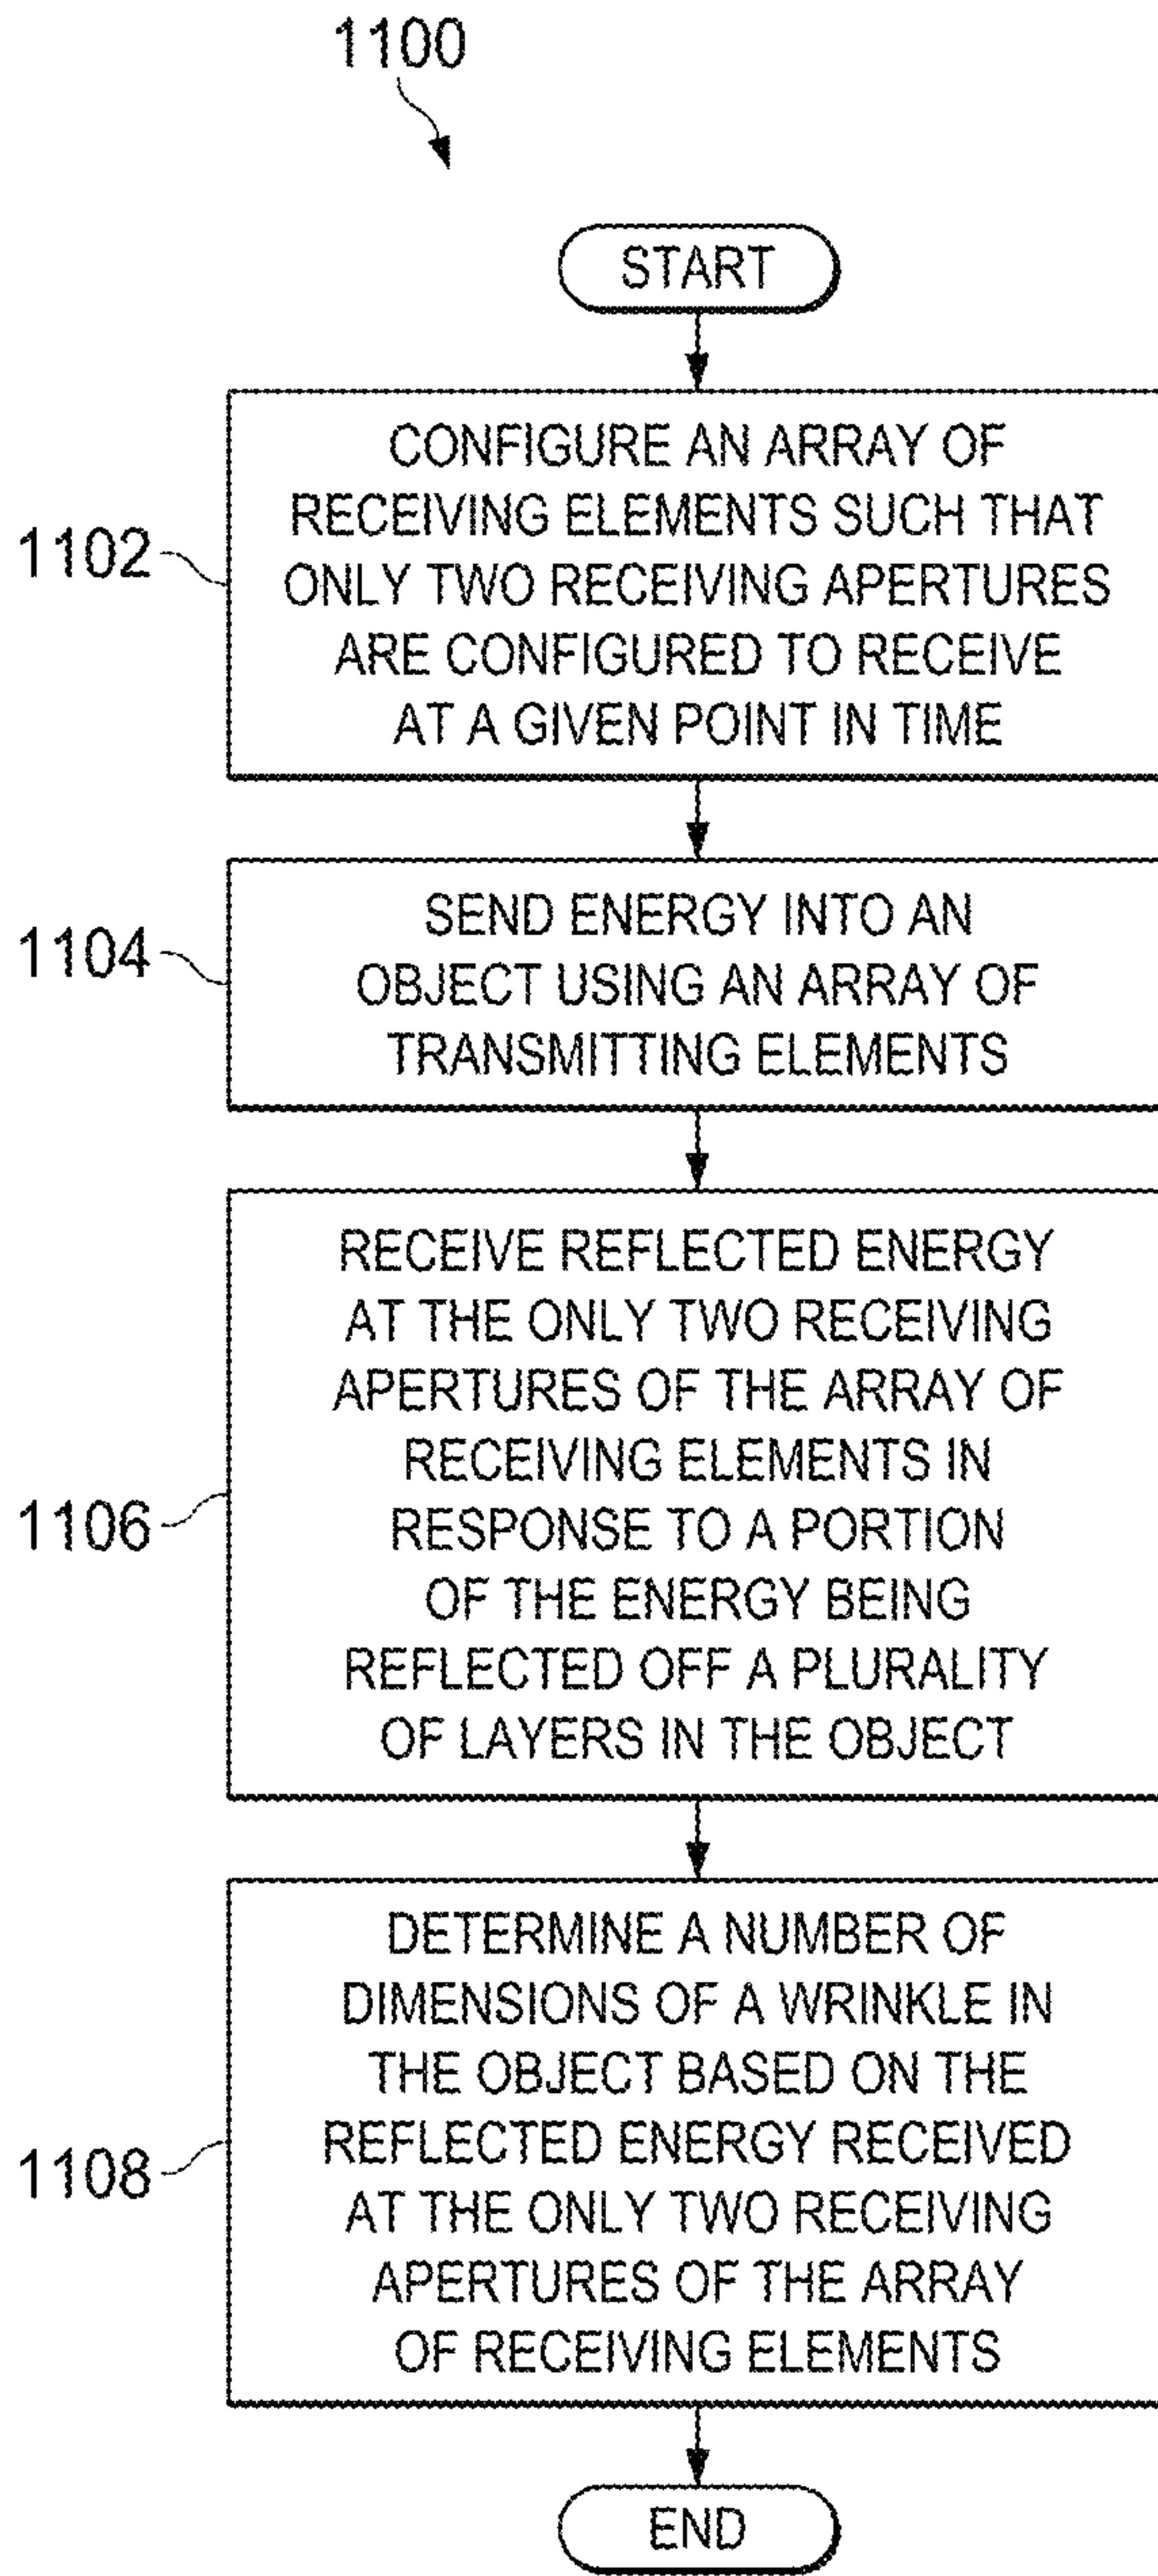 1100
START
1102
CONFIGURE AN ARRAY OF
RECEIVING ELEMENTS SUCH THAT
ONLY TWO RECEIVING APERTURES
ARE CONFIGURED TO RECEIVE
AT A GIVEN POINT IN TIME
1104
SEND ENERGY INTO AN
OBJECT USING AN ARRAY OF
TRANSMITTING ELEMENTS
1106
RECEIVE REFLECTED ENERGY
AT THE ONLY TWO RECEIVING
APERTURES OF THE ARRAY OF
RECEIVING ELEMENTS IN
RESPONSE TO A PORTION
OF THE ENERGY BEING
REFLECTED OFF A PLURALITY
OF LAYERS IN THE OBJECT
1108
DETERMINE A NUMBER OF
DIMENSIONS OF A WRINKLE IN
THE OBJECT BASED ON THE
REFLECTED ENERGY RECEIVED
AT THE ONLY TWO RECEIVING
APERTURES OF THE ARRAY
OF RECEIVING ELEMENTS
END